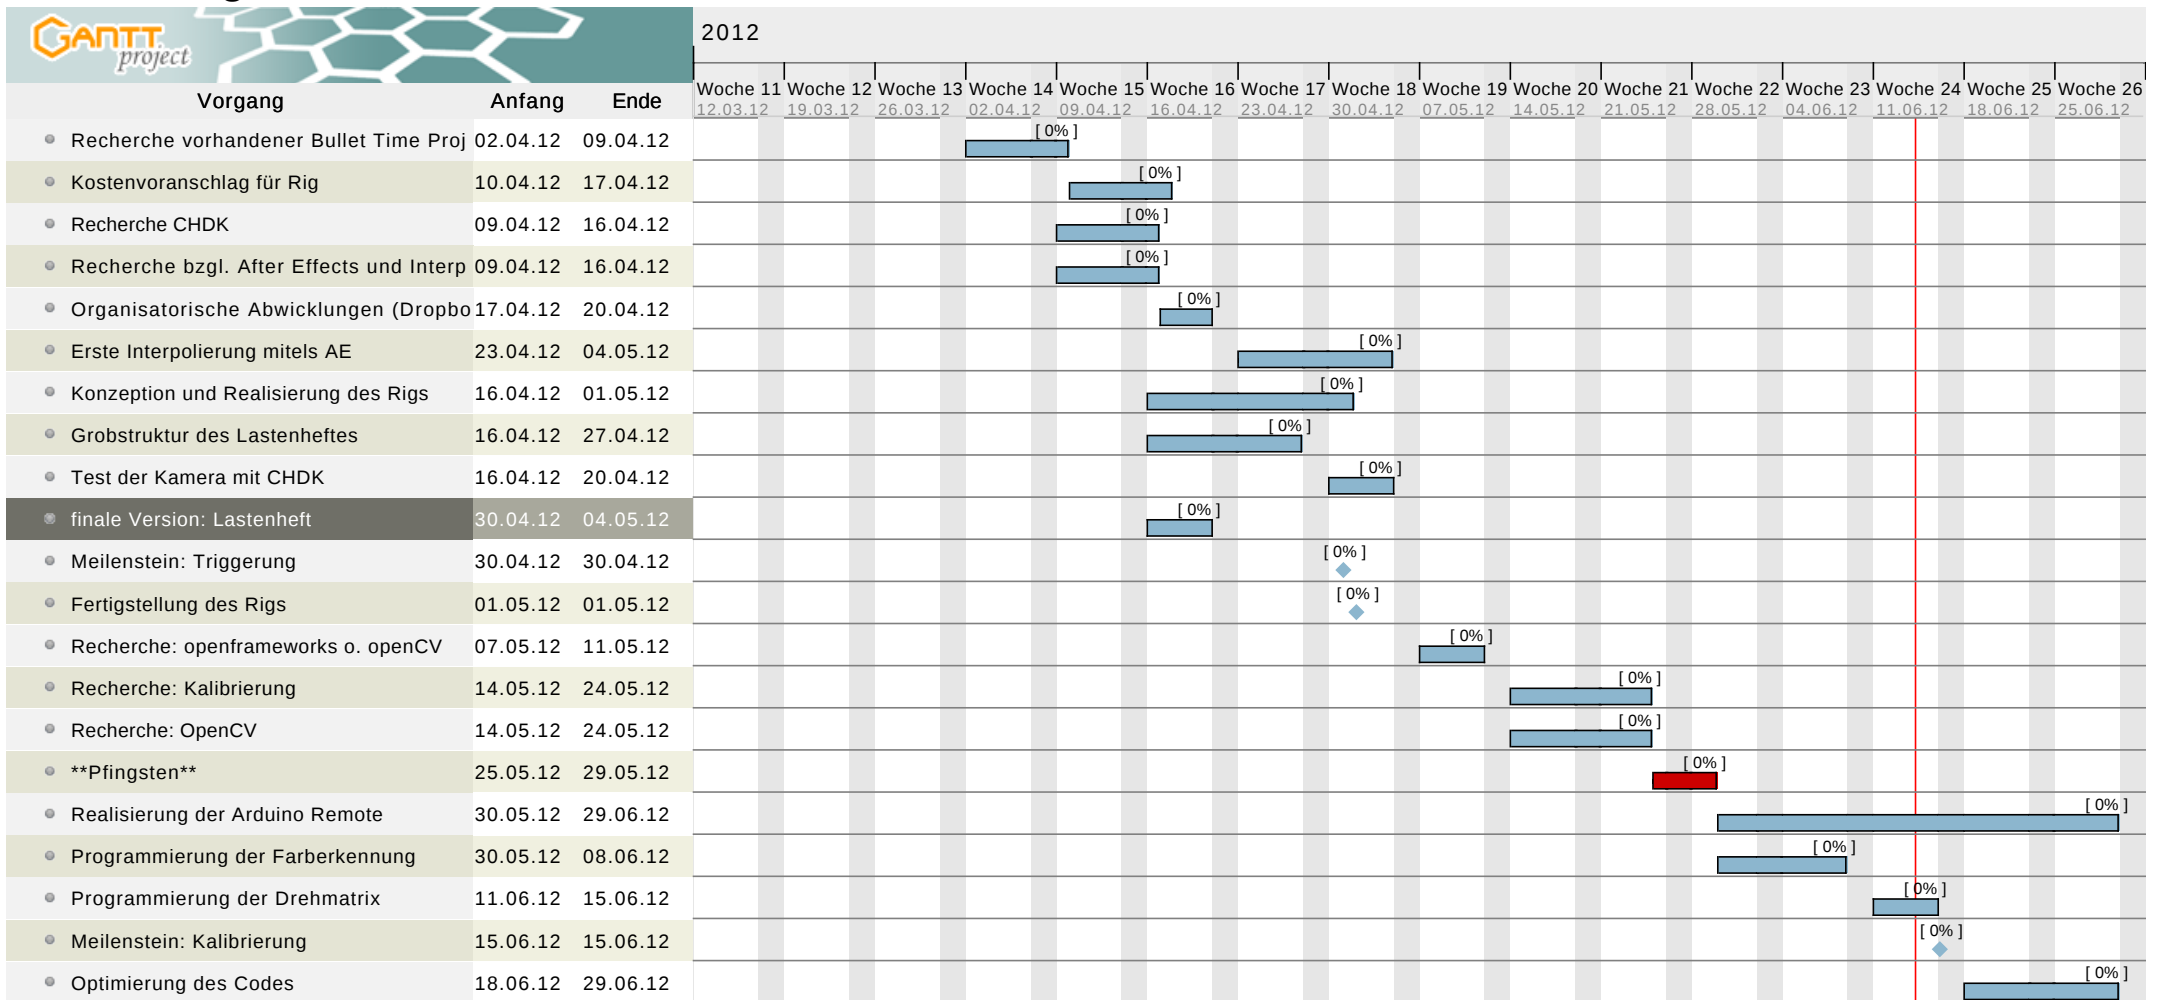 GANTT
project
2012
Woche 11 Woche 12 Woche 13 Woche 14 Woche 15 Woche 16 Woche 17 Woche 18 Woche 19 Woche 20 Woche 21 Woche 22 Woche 23 Woche 24 Woche 25 Woche 26
Vorgang Anfang Ende
12.03.12 19.03.12 26.03.12 02.04.12 09.04.12 16.04.12 23.04.12 30.04.12 07.05.12 14.05.12 21.05.12 28.05.12 04.06.12 11.06.12 18.06.12 25.06.12
Recherche vorhandener Bullet Time Proj 02.04.12 09.04.12 [ 0% ]
Kostenvoranschlag für Rig 10.04.12 17.04.12 [ 0% ]
Recherche CHDK 09.04.12 16.04.12 [ 0% ]
Recherche bzgl. After Effects und Interp 09.04.12 16.04.12 [ 0% ]
Organisatorische Abwicklungen (Dropbo 17.04.12 20.04.12 [ 0% ]
Erste Interpolierung mitels AE 23.04.12 04.05.12 [ 0% ]
Konzeption und Realisierung des Rigs 16.04.12 01.05.12 [ 0% ]
Grobstruktur des Lastenheftes 16.04.12 27.04.12 [ 0% ]
Test der Kamera mit CHDK 16.04.12 20.04.12 [ 0% ]
finale Version: Lastenheft 30.04.12 04.05.12 [ 0% ]
Meilenstein: Triggerung 30.04.12 30.04.12 [ 0% ]
Fertigstellung des Rigs 01.05.12 01.05.12 [ 0% ]
Recherche: openframeworks o. openCV 07.05.12 11.05.12 [ 0% ]
Recherche: Kalibrierung 14.05.12 24.05.12 [ 0% ]
Recherche: OpenCV 14.05.12 24.05.12 [ 0% ]
**Pfingsten** 25.05.12 29.05.12 [ 0% ]
Realisierung der Arduino Remote 30.05.12 29.06.12 [ 0% ]
Programmierung der Farberkennung 30.05.12 08.06.12 [ 0% ]
Programmierung der Drehmatrix 11.06.12 15.06.12 [ 0% ]
Meilenstein: Kalibrierung 15.06.12 15.06.12 [ 0% ]
Optimierung des Codes 18.06.12 29.06.12 [ 0% ]